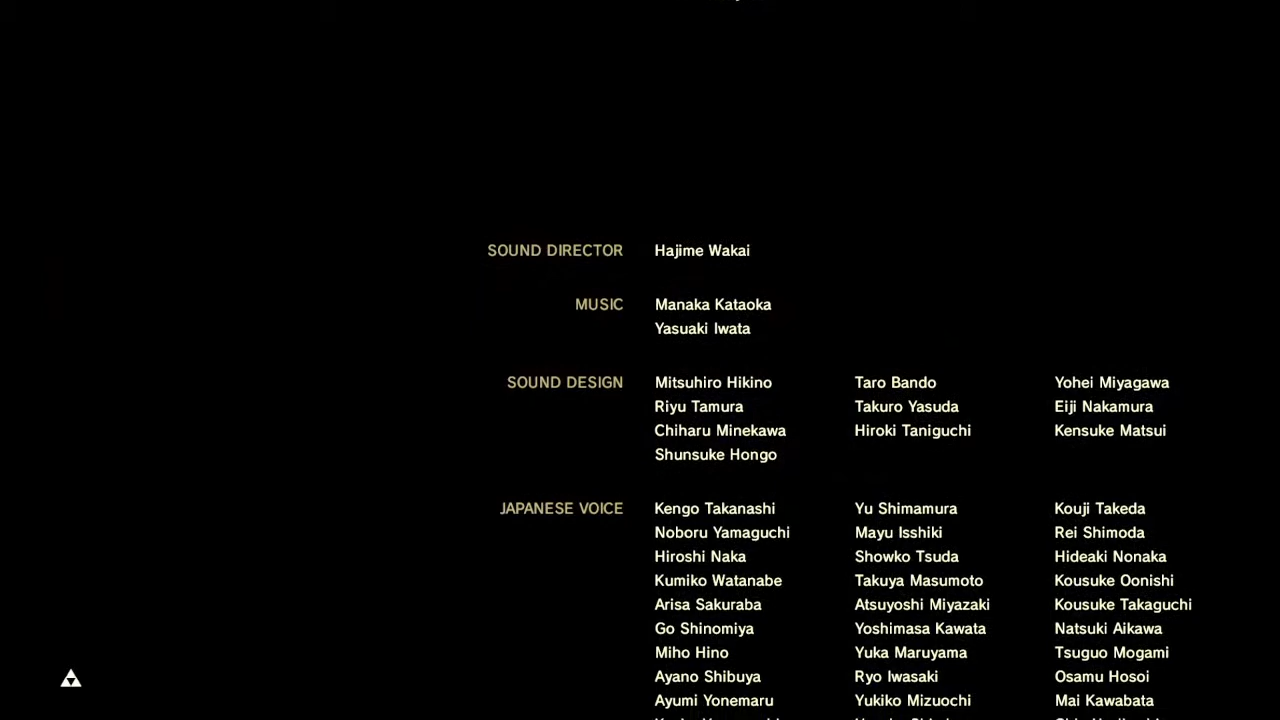 SOUND DIRECTOR Hajime Wakai
MUSIC Manaka Kataoka
Yasuaki Iwata
SOUND DESIGN Mitsuhiro Hikino Taro Bando Yohei Miyagawa
Riyu Tamura Takuro Yasuda Eiji Nakamura
Chiharu Minekawa Hiroki Taniguchi Kensuke Matsui
Shunsuke Hongo
JAPANESE VOICE Kengo Takanashi Yu Shimamura Kouji Takeda
Noboru Yamaguchi Mayu Isshiki Rei Shimoda
Hiroshi Naka Showko Tsuda Hideaki Nonaka
Kumiko Watanabe Takuya Masumoto Kousuke Oonishi
Arisa Sakuraba Atsuyoshi Miyazaki Kousuke Takaguchi
Go Shinomiya Yoshimasa Kawata Natsuki Aikawa
Miho Hino Yuka Maruyama Tsuguo Mogami
Ayano Shibuya Ryo Iwasaki Osamu Hosoi
Ayumi Yonemaru Yukiko Mizuochi Mai Kawabata